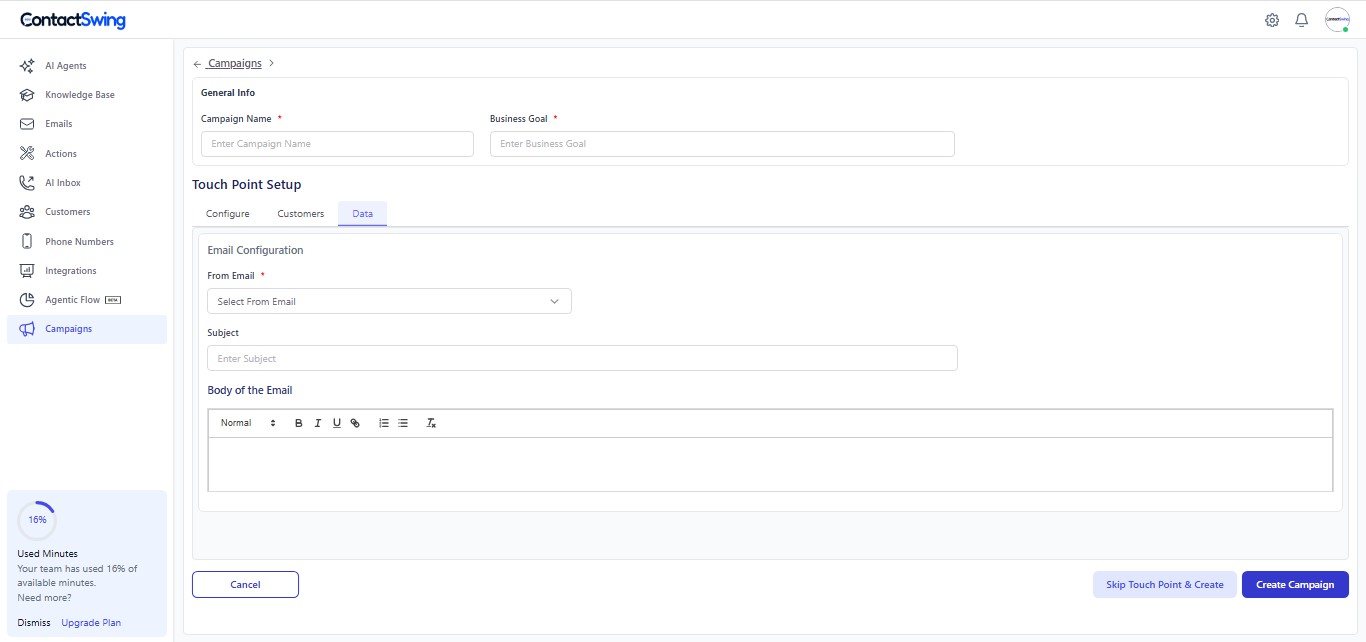 ContactSwing
AI Agents
Knowledge Base
Emails
Actions
AI Inbox
Customers
Phone Numbers
Integrations
Agentic Flow BETA
Campaigns
16%
Used Minutes
Your team has used 16% of
available minutes.
Need more?
Dismiss Upgrade Plan
← Campaigns >
General Info
Campaign Name * Business Goal *
Enter Campaign Name Enter Business Goal
Touch Point Setup
Configure Customers Data
Email Configuration
From Email *
Select From Email
Subject
Enter Subject
Body of the Email
Normal B I U
Cancel Skip Touch Point & Create Create Campaign